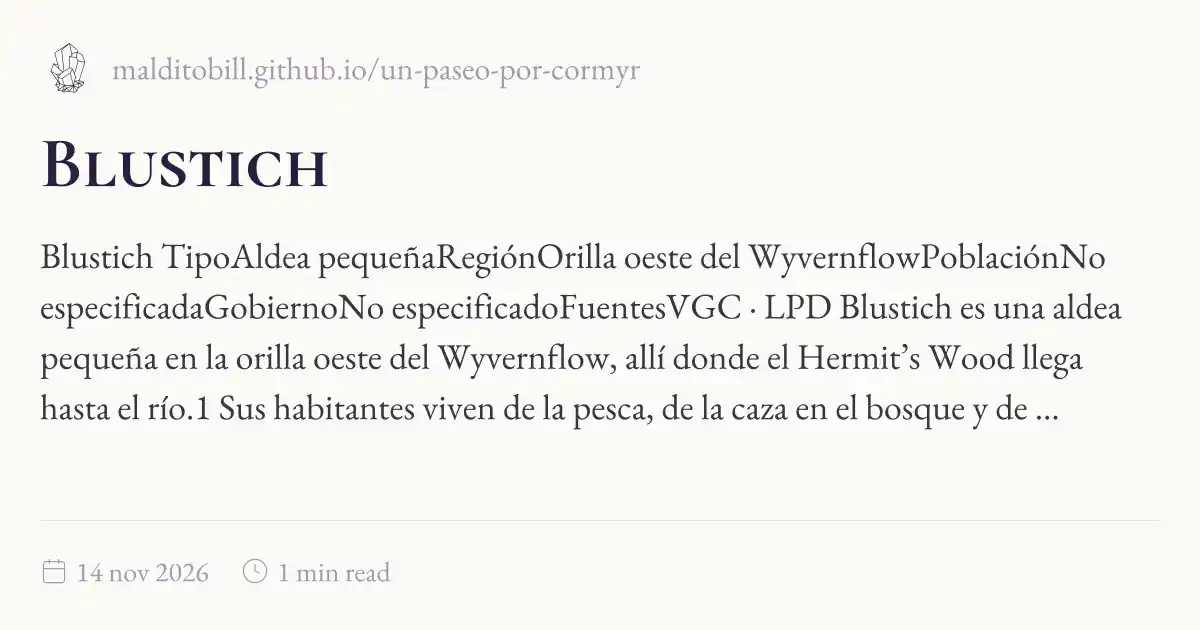 malditobill.github.io/un-paseo-por-cormyr
Blustich
Blustich TipoAldea pequeñaRegiónOrilla oeste del WyvernflowPoblaciónNo
especificadaGobiernoNo especificadoFuentesVGC · LPD Blustich es una aldea
pequeña en la orilla oeste del Wyvernflow, allí donde el Hermit’s Wood llega
hasta el río.1 Sus habitantes viven de la pesca, de la caza en el bosque y de ...
14 nov 2026
1 min read